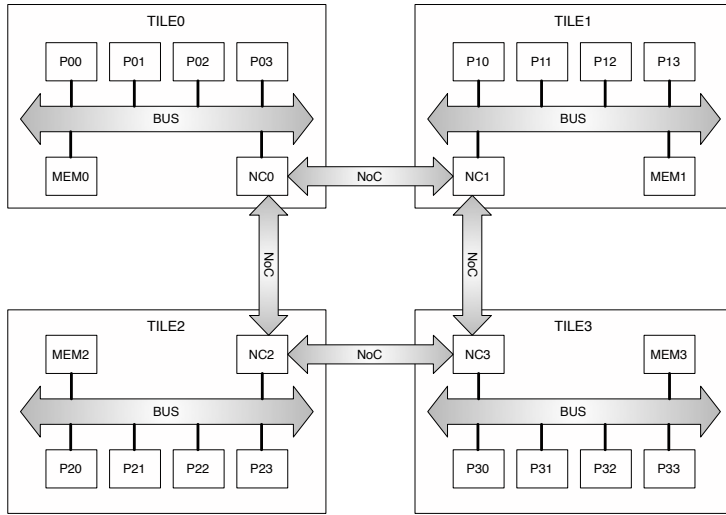 TILE0
TILE1
P00 P01 P02 P03
P10 P11 P12 P13
BUS
BUS
MEM0 NC0
NoC
NC1 MEM1
NoC
NoC
TILE2
TILE3
MEM2 NC2
NoC
NC3 MEM3
BUS
BUS
P20 P21 P22 P23
P30 P31 P32 P33